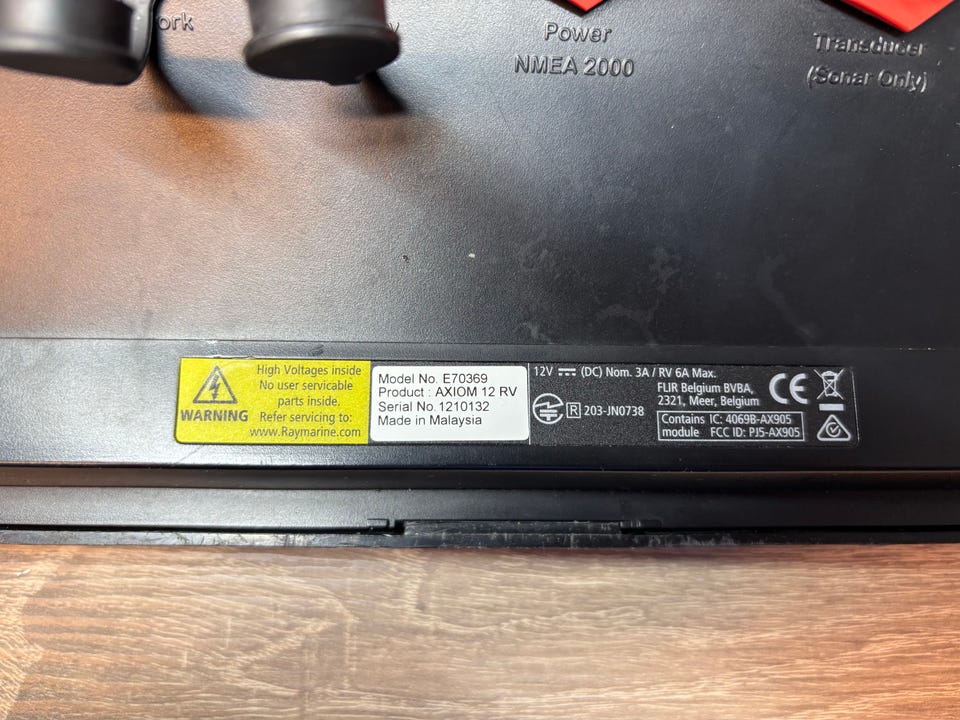 Power
NMEA 2000
Transducer
(Sonar Only)
WARNING
High Voltages inside
No user servicable
parts inside.
Refer servicing to:
www.Raymarine.com
Model No. E70369
Product : AXIOM 12 RV
Serial No. 1210132
Made in Malaysia
12V (DC) Nom. 3A / RV 6A Max.
R 203-JN0738
FLIR Belgium BVBA,
2321, Meer, Belgium
CE
Contains IC: 4069B-AX905
module FCC ID: PJ5-AX905